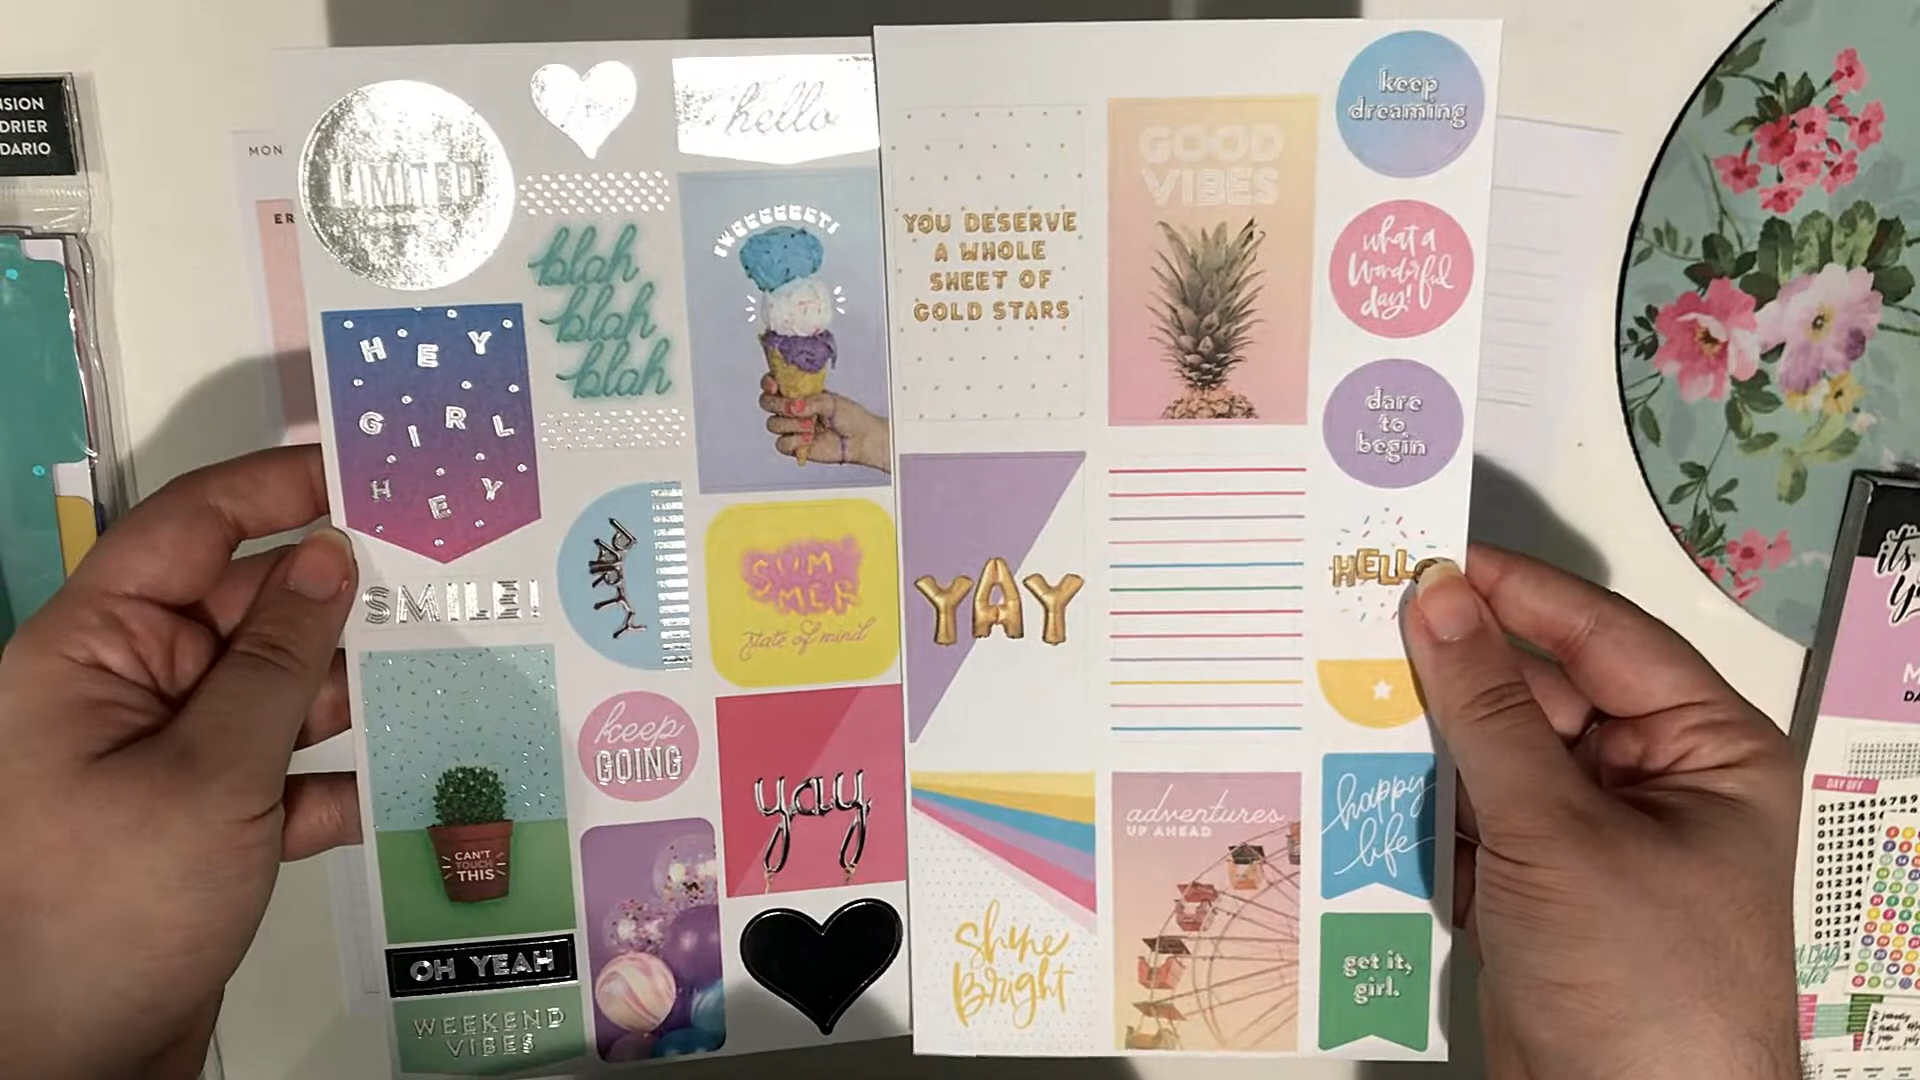 NSION
DRIER
DARIO
MON
ER
LIMITED
hello
HEY
GIRL
HEY
blah
blah
blah
SWEEEEEET!
SMILE!
PARTY
SUM
MER
state of mind
CAN'T
TOUCH
THIS
keep
GOING
yay
OH YEAH
WEEKEND
VIBES
YOU DESERVE
A WHOLE
SHEET OF
GOLD STARS
GOOD
VIBES
keep
dreaming
what a
Wonderful
day!
dare
to
begin
YAY
HELLO
adventures
UP AHEAD
happy
life
Shine
Bright
get it,
girl.
it's
DAY OFF